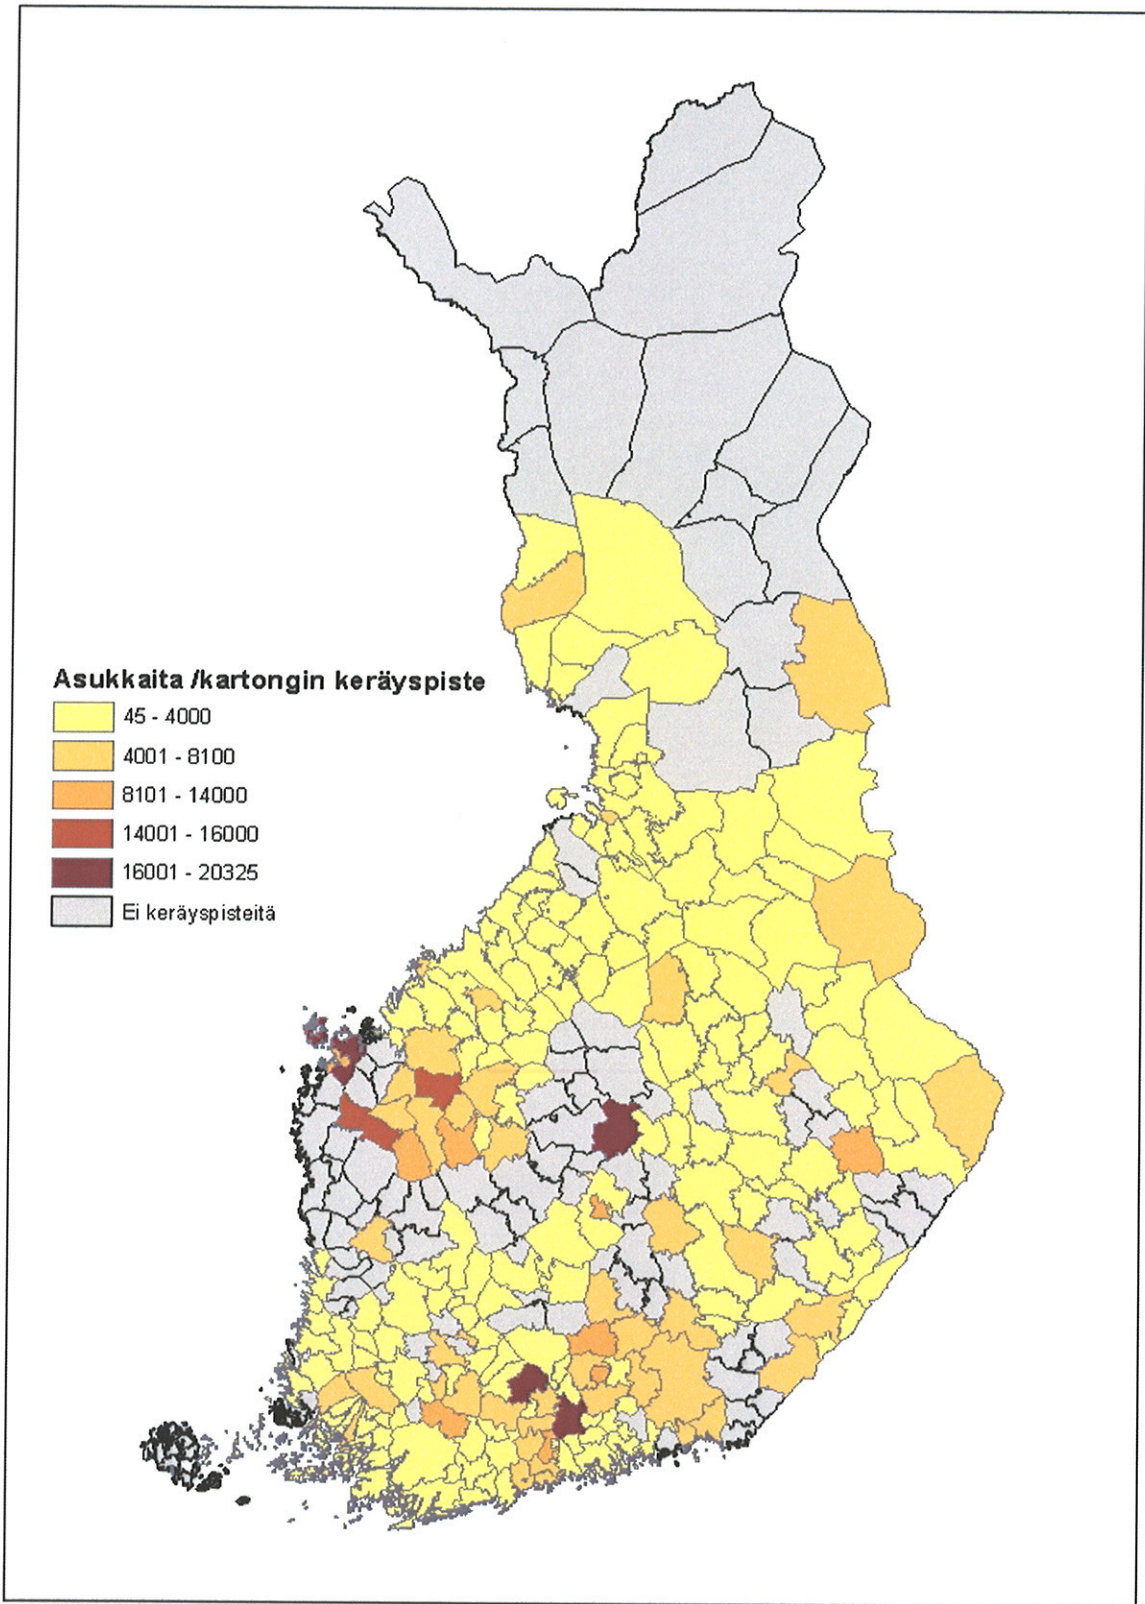 Asukkaita /kartongin keräyspiste
45 - 4000
4001 - 8100
8101 - 14000
14001 - 16000
16001 - 20325
Ei keräyspisteitä